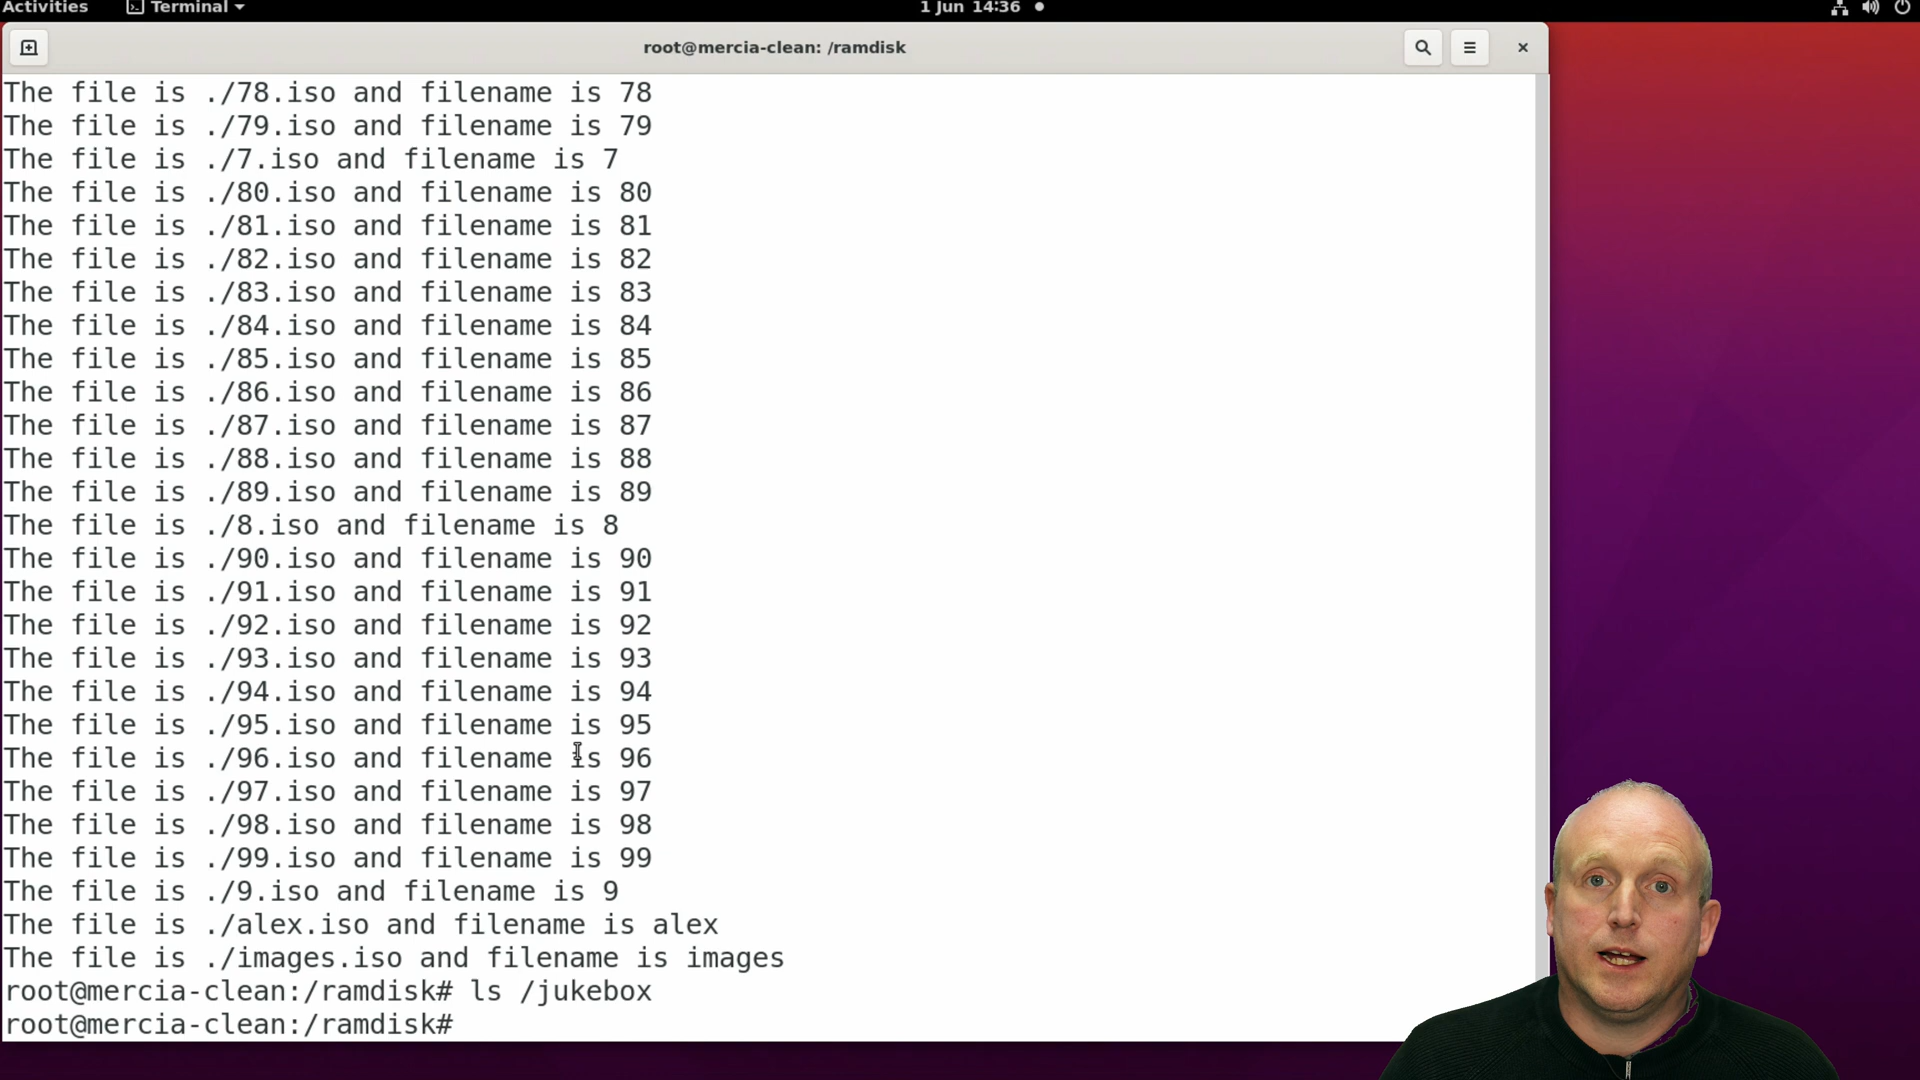 Activities
Terminal
1 Jun 14:36
root@mercia-clean: /ramdisk
The file is ./78.iso and filename is 78
The file is ./79.iso and filename is 79
The file is ./7.iso and filename is 7
The file is ./80.iso and filename is 80
The file is ./81.iso and filename is 81
The file is ./82.iso and filename is 82
The file is ./83.iso and filename is 83
The file is ./84.iso and filename is 84
The file is ./85.iso and filename is 85
The file is ./86.iso and filename is 86
The file is ./87.iso and filename is 87
The file is ./88.iso and filename is 88
The file is ./89.iso and filename is 89
The file is ./8.iso and filename is 8
The file is ./90.iso and filename is 90
The file is ./91.iso and filename is 91
The file is ./92.iso and filename is 92
The file is ./93.iso and filename is 93
The file is ./94.iso and filename is 94
The file is ./95.iso and filename is 95
The file is ./96.iso and filename is 96
The file is ./97.iso and filename is 97
The file is ./98.iso and filename is 98
The file is ./99.iso and filename is 99
The file is ./9.iso and filename is 9
The file is ./alex.iso and filename is alex
The file is ./images.iso and filename is images
root@mercia-clean:/ramdisk# ls /jukebox
root@mercia-clean:/ramdisk#